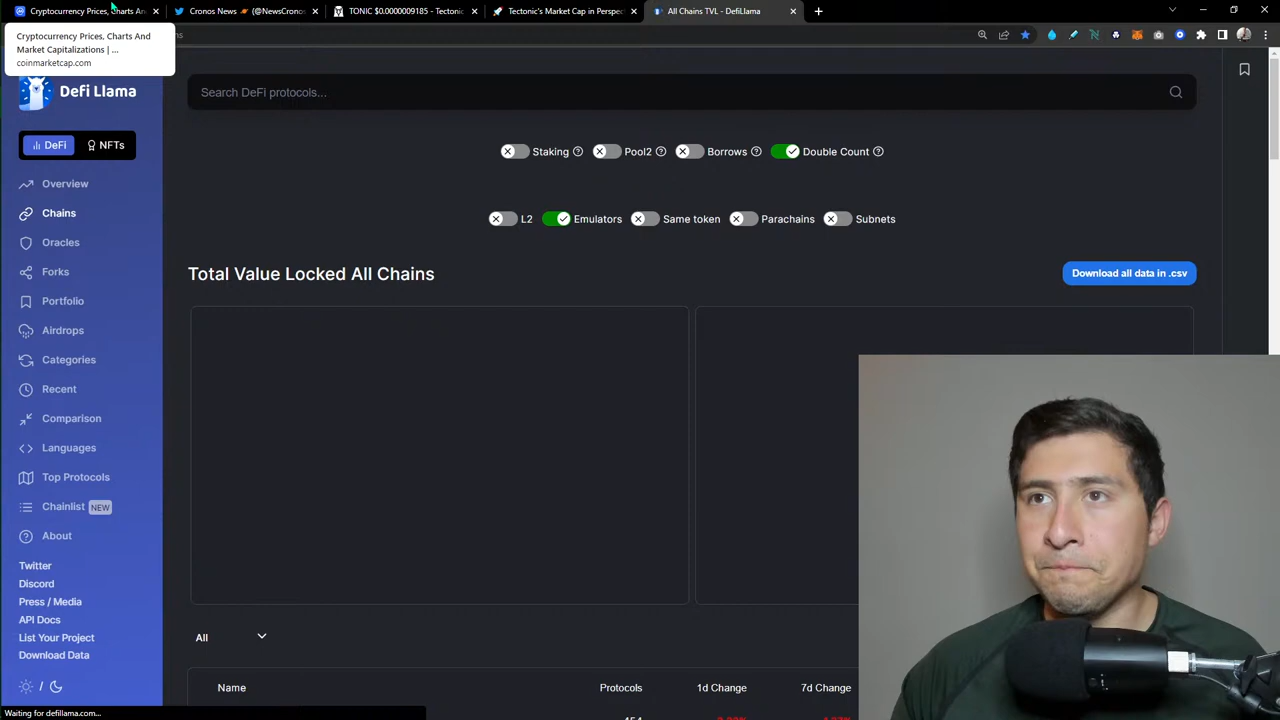 Cryptocurrency Prices, Charts An
Cronos News 🪐 (@NewsCronos
TONIC $0.0000009185 - Tectonic
Tectonic's Market Cap in Perspec
All Chains TVL - DefiLlama
Cryptocurrency Prices, Charts And
Market Capitalizations | ...
coinmarketcap.com
Defi Llama
Search DeFi protocols...
DeFi
NFTs
Staking
Pool2
Borrows
Double Count
Overview
Chains
L2
Emulators
Same token
Parachains
Subnets
Oracles
Forks
Total Value Locked All Chains
Download all data in .csv
Portfolio
Airdrops
Categories
Recent
Comparison
Languages
Top Protocols
Chainlist NEW
About
Twitter
Discord
Press / Media
API Docs
List Your Project
All
Download Data
/
Name
Protocols
1d Change
7d Change
Waiting for defillama.com...